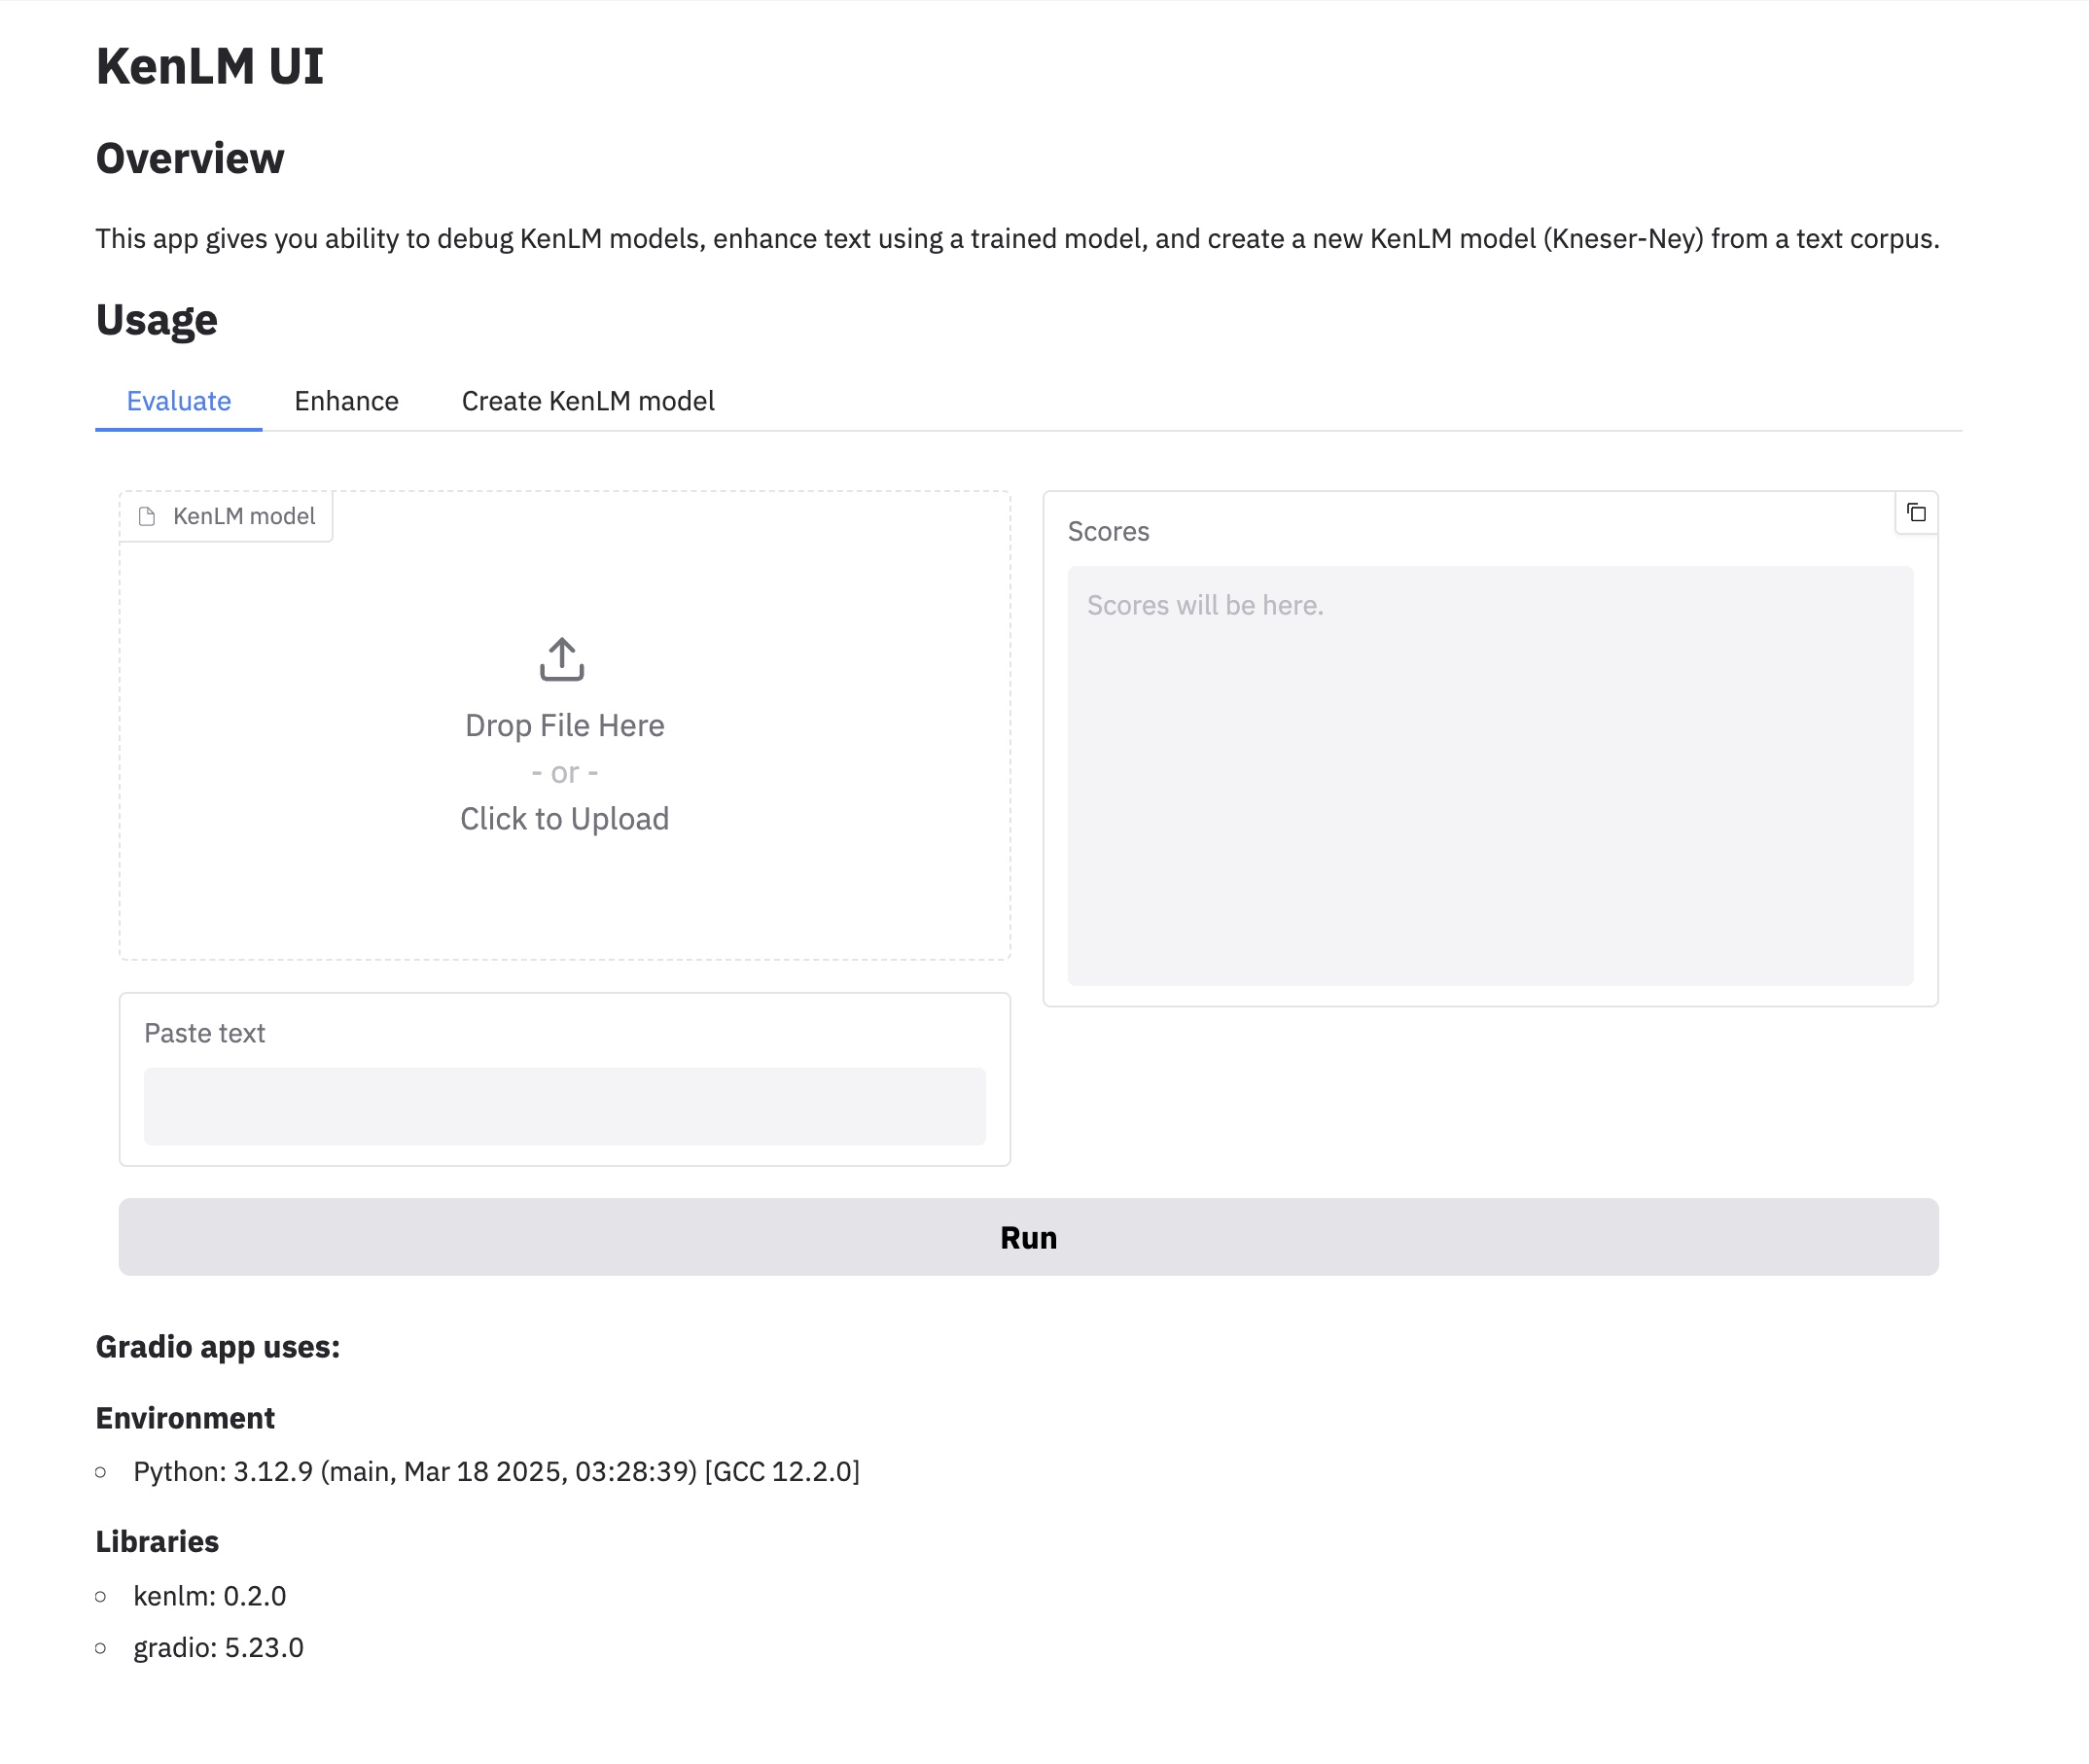 KenLM UI
Overview
This app gives you ability to debug KenLM models, enhance text using a trained model, and create a new KenLM model (Kneser-Ney) from a text corpus.
Usage
Evaluate Enhance Create KenLM model
KenLM model
Drop File Here
- or -
Click to Upload
Paste text
Scores
Scores will be here.
Run
Gradio app uses:
Environment
Python: 3.12.9 (main, Mar 18 2025, 03:28:39) [GCC 12.2.0]
Libraries
kenlm: 0.2.0
gradio: 5.23.0